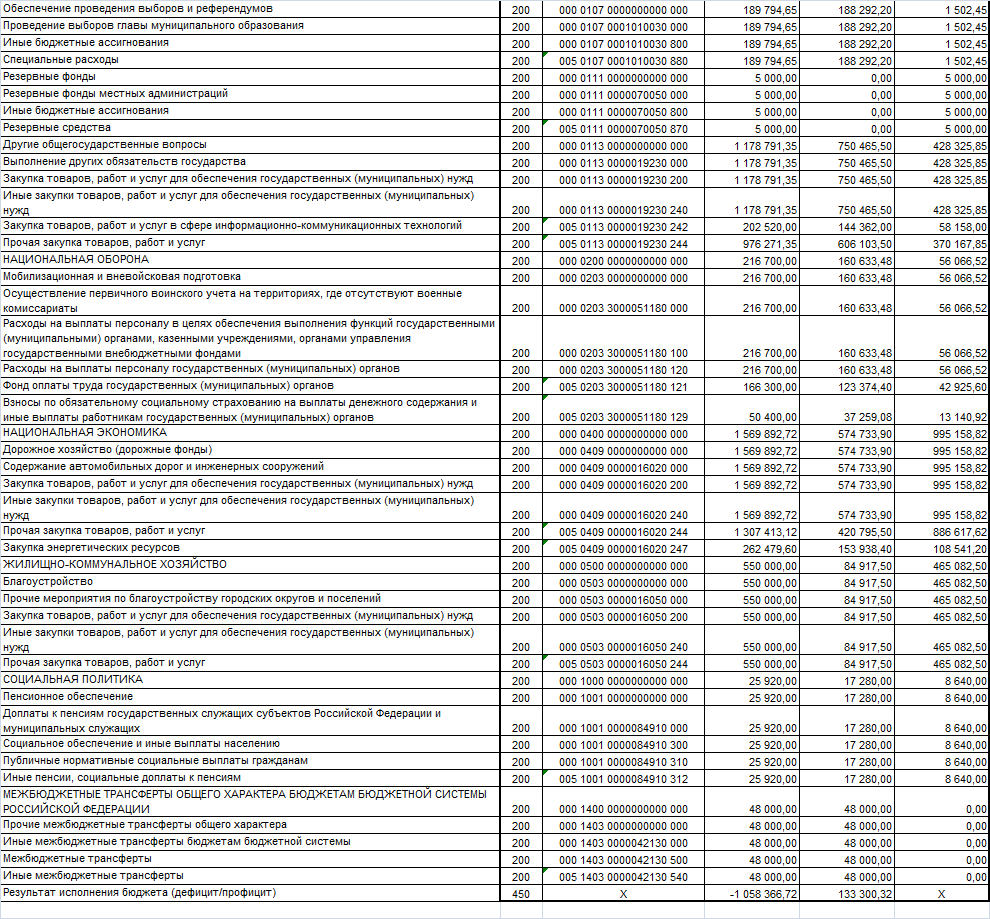 Обеспечение проведения выборов и референдумов 200 000 0107 0000000000 000 189 794,65 188 292,20 1 502,45
Проведение выборов главы муниципального образования 200 000 0107 0001010030 000 189 794,65 188 292,20 1 502,45
Иные бюджетные ассигнования 200 000 0107 0001010030 800 189 794,65 188 292,20 1 502,45
Специальные расходы 200 005 0107 0001010030 880 189 794,65 188 292,20 1 502,45
Резервные фонды 200 000 0111 0000000000 000 5 000,00 0,00 5 000,00
Резервные фонды местных администраций 200 000 0111 0000070050 000 5 000,00 0,00 5 000,00
Иные бюджетные ассигнования 200 000 0111 0000070050 800 5 000,00 0,00 5 000,00
Резервные средства 200 005 0111 0000070050 870 5 000,00 0,00 5 000,00
Другие общегосударственные вопросы 200 000 0113 0000000000 000 1 178 791,35 750 465,50 428 325,85
Выполнение других обязательств государства 200 000 0113 0000019230 000 1 178 791,35 750 465,50 428 325,85
Закупка товаров, работ и услуг для обеспечения государственных (муниципальных) нужд 200 000 0113 0000019230 200 1 178 791,35 750 465,50 428 325,85
Иные закупки товаров, работ и услуг для обеспечения государственных (муниципальных)
нужд 200 000 0113 0000019230 240 1 178 791,35 750 465,50 428 325,85
Закупка товаров, работ и услуг в сфере информационно-коммуникационных технологий 200 005 0113 0000019230 242 202 520,00 144 362,00 58 158,00
Прочая закупка товаров, работ и услуг 200 005 0113 0000019230 244 976 271,35 606 103,50 370 167,85
НАЦИОНАЛЬНАЯ ОБОРОНА 200 000 0200 0000000000 000 216 700,00 160 633,48 56 066,52
Мобилизационная и вневойсковая подготовка 200 000 0203 0000000000 000 216 700,00 160 633,48 56 066,52
Осуществление первичного воинского учета на территориях, где отсутствуют военные
комиссариаты 200 000 0203 3000051180 000 216 700,00 160 633,48 56 066,52
Расходы на выплаты персоналу в целях обеспечения выполнения функций государственными
(муниципальными) органами, казенными учреждениями, органами управления
государственными внебюджетными фондами 200 000 0203 3000051180 100 216 700,00 160 633,48 56 066,52
Расходы на выплаты персоналу государственных (муниципальных) органов 200 000 0203 3000051180 120 216 700,00 160 633,48 56 066,52
Фонд оплаты труда государственных (муниципальных) органов 200 005 0203 3000051180 121 166 300,00 123 374,40 42 925,60
Взносы по обязательному социальному страхованию на выплаты денежного содержания и
иные выплаты работникам государственных (муниципальных) органов 200 005 0203 3000051180 129 50 400,00 37 259,08 13 140,92
НАЦИОНАЛЬНАЯ ЭКОНОМИКА 200 000 0400 0000000000 000 1 569 892,72 574 733,90 995 158,82
Дорожное хозяйство (дорожные фонды) 200 000 0409 0000000000 000 1 569 892,72 574 733,90 995 158,82
Содержание автомобильных дорог и инженерных сооружений 200 000 0409 0000016020 000 1 569 892,72 574 733,90 995 158,82
Закупка товаров, работ и услуг для обеспечения государственных (муниципальных) нужд 200 000 0409 0000016020 200 1 569 892,72 574 733,90 995 158,82
Иные закупки товаров, работ и услуг для обеспечения государственных (муниципальных)
нужд 200 000 0409 0000016020 240 1 569 892,72 574 733,90 995 158,82
Прочая закупка товаров, работ и услуг 200 005 0409 0000016020 244 1 307 413,12 420 795,50 886 617,62
Закупка энергетических ресурсов 200 005 0409 0000016020 247 262 479,60 153 938,40 108 541,20
ЖИЛИЩНО-КОММУНАЛЬНОЕ ХОЗЯЙСТВО 200 000 0500 0000000000 000 550 000,00 84 917,50 465 082,50
Благоустройство 200 000 0503 0000000000 000 550 000,00 84 917,50 465 082,50
Прочие мероприятия по благоустройству городских округов и поселений 200 000 0503 0000016050 000 550 000,00 84 917,50 465 082,50
Закупка товаров, работ и услуг для обеспечения государственных (муниципальных) нужд 200 000 0503 0000016050 200 550 000,00 84 917,50 465 082,50
Иные закупки товаров, работ и услуг для обеспечения государственных (муниципальных)
нужд 200 000 0503 0000016050 240 550 000,00 84 917,50 465 082,50
Прочая закупка товаров, работ и услуг 200 005 0503 0000016050 244 550 000,00 84 917,50 465 082,50
СОЦИАЛЬНАЯ ПОЛИТИКА 200 000 1000 0000000000 000 25 920,00 17 280,00 8 640,00
Пенсионное обеспечение 200 000 1001 0000000000 000 25 920,00 17 280,00 8 640,00
Доплаты к пенсиям государственных служащих субъектов Российской Федерации и
муниципальных служащих 200 000 1001 0000084910 000 25 920,00 17 280,00 8 640,00
Социальное обеспечение и иные выплаты населению 200 000 1001 0000084910 300 25 920,00 17 280,00 8 640,00
Публичные нормативные социальные выплаты гражданам 200 000 1001 0000084910 310 25 920,00 17 280,00 8 640,00
Иные пенсии, социальные доплаты к пенсиям 200 005 1001 0000084910 312 25 920,00 17 280,00 8 640,00
МЕЖБЮДЖЕТНЫЕ ТРАНСФЕРТЫ ОБЩЕГО ХАРАКТЕРА БЮДЖЕТАМ БЮДЖЕТНОЙ СИСТЕМЫ
РОССИЙСКОЙ ФЕДЕРАЦИИ 200 000 1400 0000000000 000 48 000,00 48 000,00 0,00
Прочие межбюджетные трансферты общего характера 200 000 1403 0000000000 000 48 000,00 48 000,00 0,00
Иные межбюджетные трансферты бюджетам бюджетной системы 200 000 1403 0000042130 000 48 000,00 48 000,00 0,00
Межбюджетные трансферты 200 000 1403 0000042130 500 48 000,00 48 000,00 0,00
Иные межбюджетные трансферты 200 005 1403 0000042130 540 48 000,00 48 000,00 0,00
Результат исполнения бюджета (дефицит/профицит) 450 X -1 058 366,72 133 300,32 X